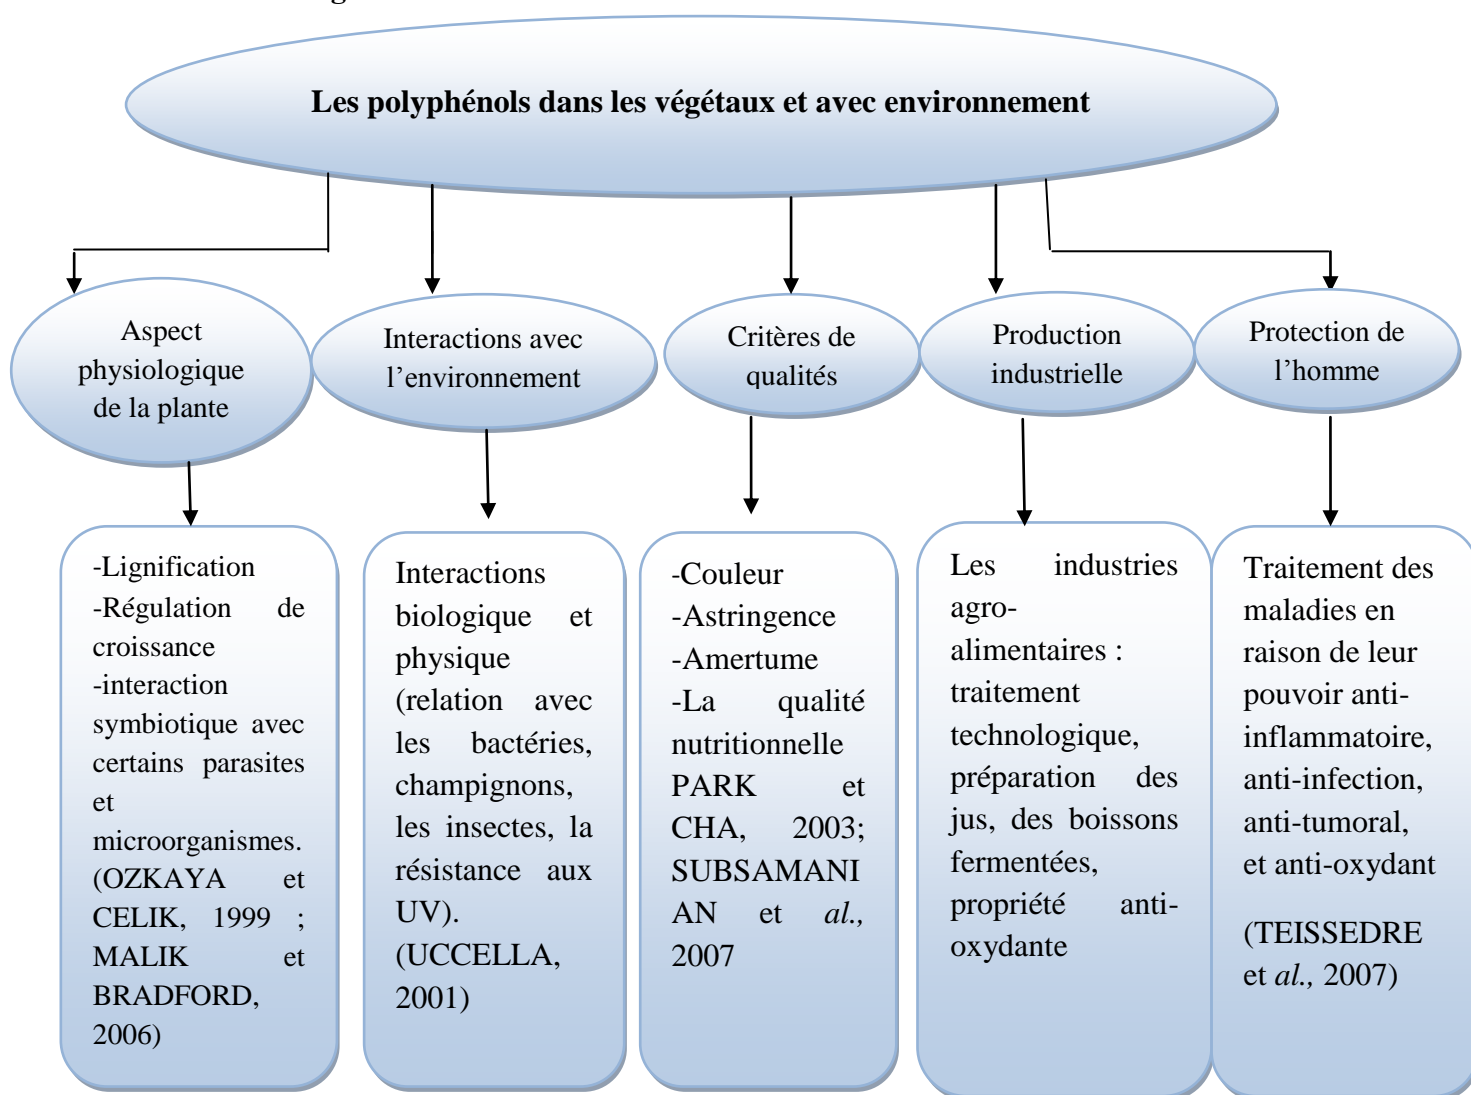 Les polyphénols dans les végétaux et avec environnement
Aspect
physiologique
de la plante
Interactions avec
l’environnement
Critères de
qualités
Production
industrielle
Protection de
l’homme
-Lignification
-Régulation de
croissance
-interaction
symbiotique avec
certains parasites
et
microorganismes.
(OZKAYA et
CELIK, 1999 ;
MALIK et
BRADFORD,
2006)
Interactions
biologique et
physique
(relation avec
les bactéries,
champignons,
les insectes, la
résistance aux
UV).
(UCCELLA,
2001)
-Couleur
-Astringence
-Amertume
-La qualité
nutritionnelle
PARK et
CHA, 2003;
SUBSAMANI
AN et al.,
2007
Les industries
agro-
alimentaires :
traitement
technologique,
préparation des
jus, des boissons
fermentées,
propriété anti-
oxydante
Traitement des
maladies en
raison de leur
pouvoir anti-
inflammatoire,
anti-infection,
anti-tumoral,
et anti-oxydant
(TEISSEDRE
et al., 2007)